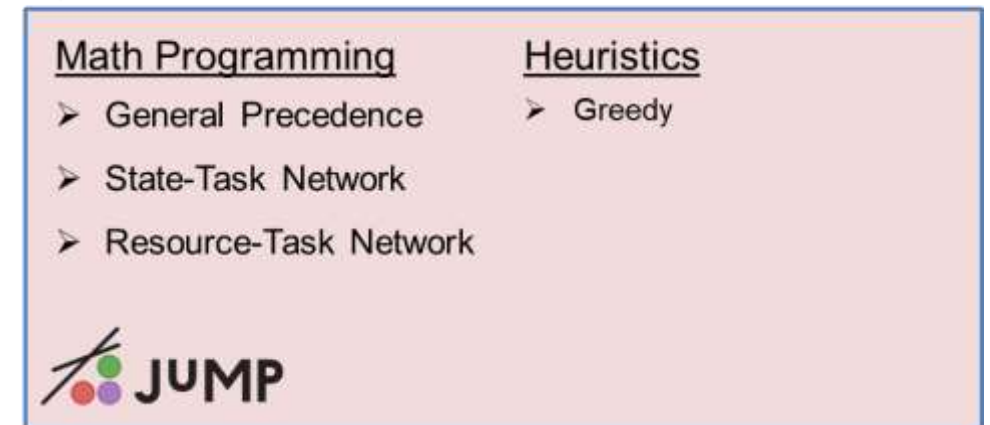 Math Programming
➢ General Precedence
➢ State-Task Network
➢ Resource-Task Network
Heuristics
➢ Greedy
JUMP